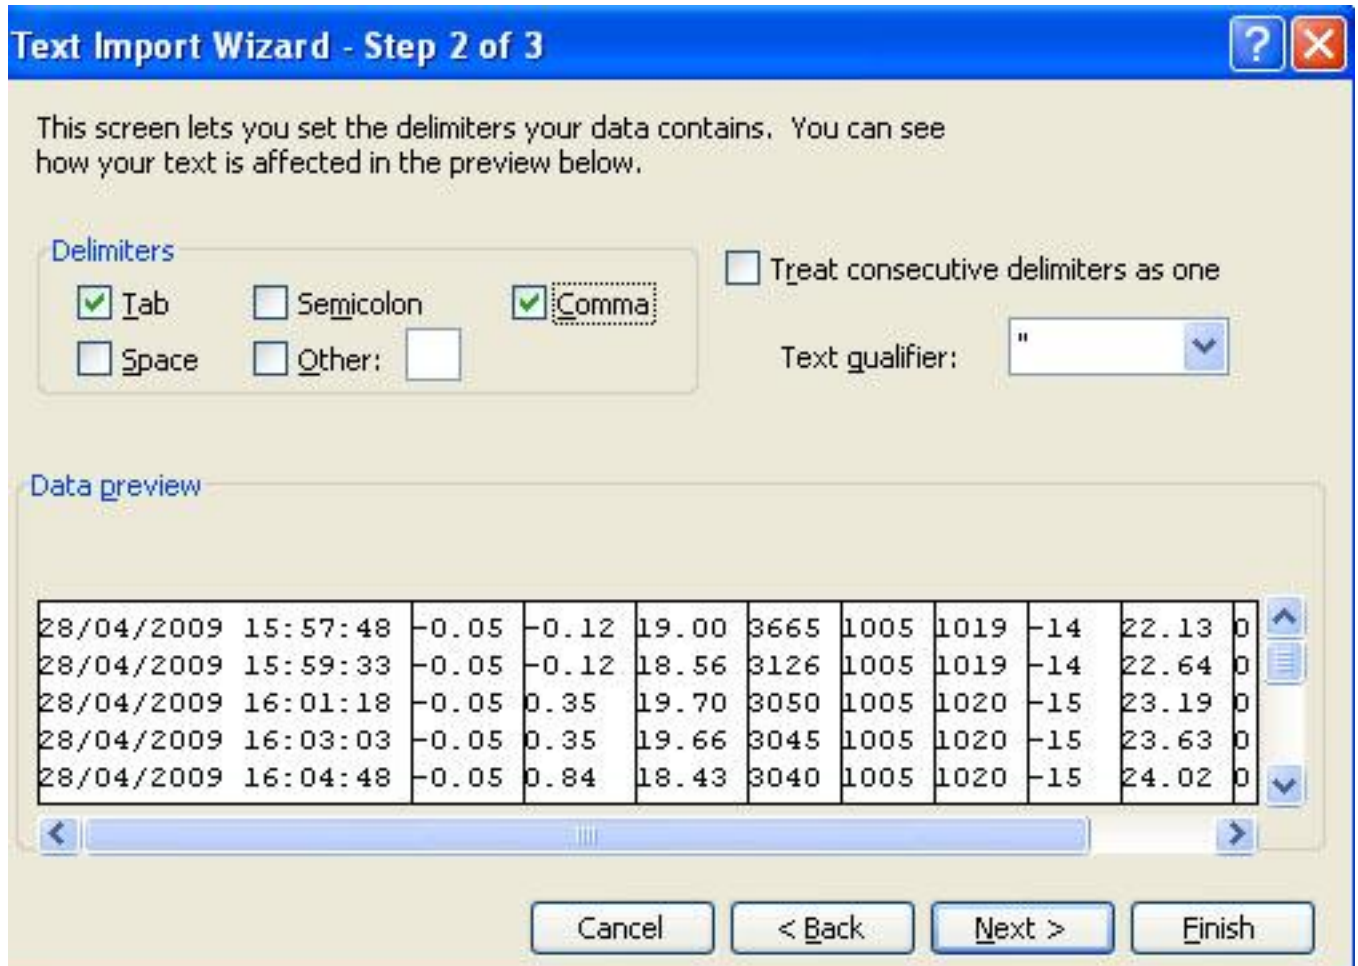 Text Import Wizard - Step 2 of 3
This screen lets you set the delimiters your data contains. You can see
how your text is affected in the preview below.
Delimiters
Tab Semicolon Comma
Space Other:
Treat consecutive delimiters as one
Text qualifier: "
Data preview
28/04/2009 15:57:48 -0.05 -0.12 19.00 3665 1005 1019 -14 22.13 0
28/04/2009 15:59:33 -0.05 -0.12 18.56 3126 1005 1019 -14 22.64 0
28/04/2009 16:01:18 -0.05 0.35 19.70 3050 1005 1020 -15 23.19 0
28/04/2009 16:03:03 -0.05 0.35 19.66 3045 1005 1020 -15 23.63 0
28/04/2009 16:04:48 -0.05 0.84 18.43 3040 1005 1020 -15 24.02 0
Cancel < Back Next > Finish